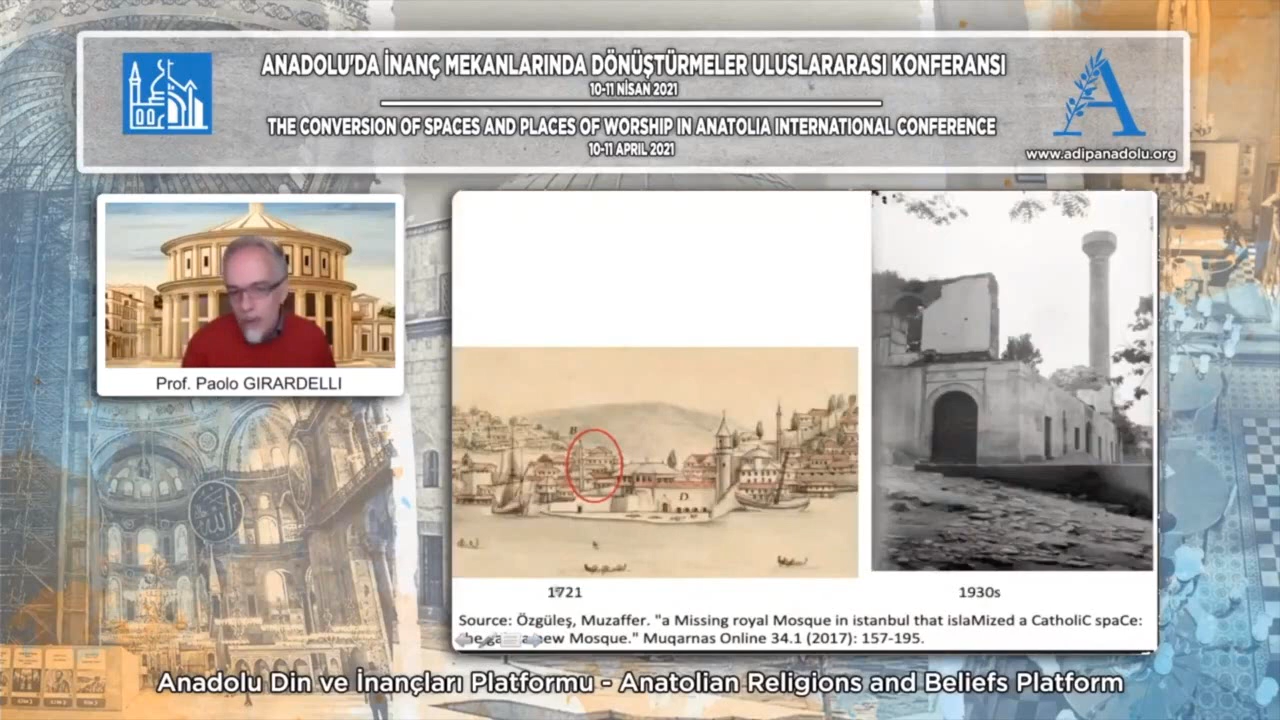 ANADOLU'DA İNANÇ MEKANLARINDA DÖNÜŞTÜRMELER ULUSLARARASI KONFERANSI
10-11 NİSAN 2021
THE CONVERSION OF SPACES AND PLACES OF WORSHIP IN ANATOLIA INTERNATIONAL CONFERENCE
10-11 APRIL 2021
www.adipanadolu.org
Prof. Paolo GIRARDELLI
B
D
1721
1930s
Source: Özgüleş, Muzaffer. "a Missing royal Mosque in istanbul that islaMized a CatholiC spaCe:
new Mosque." Muqarnas Online 34.1 (2017): 157-195.
Anadolu Din ve İnançları Platformu - Anatolian Religions and Beliefs Platform